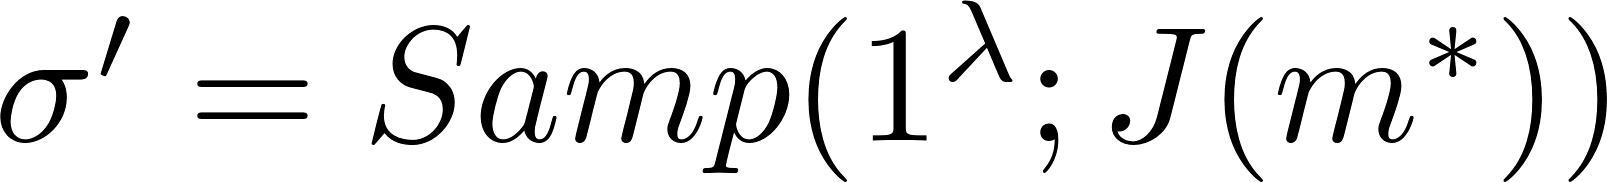 σ′ = Samp(1^λ; J(m*))